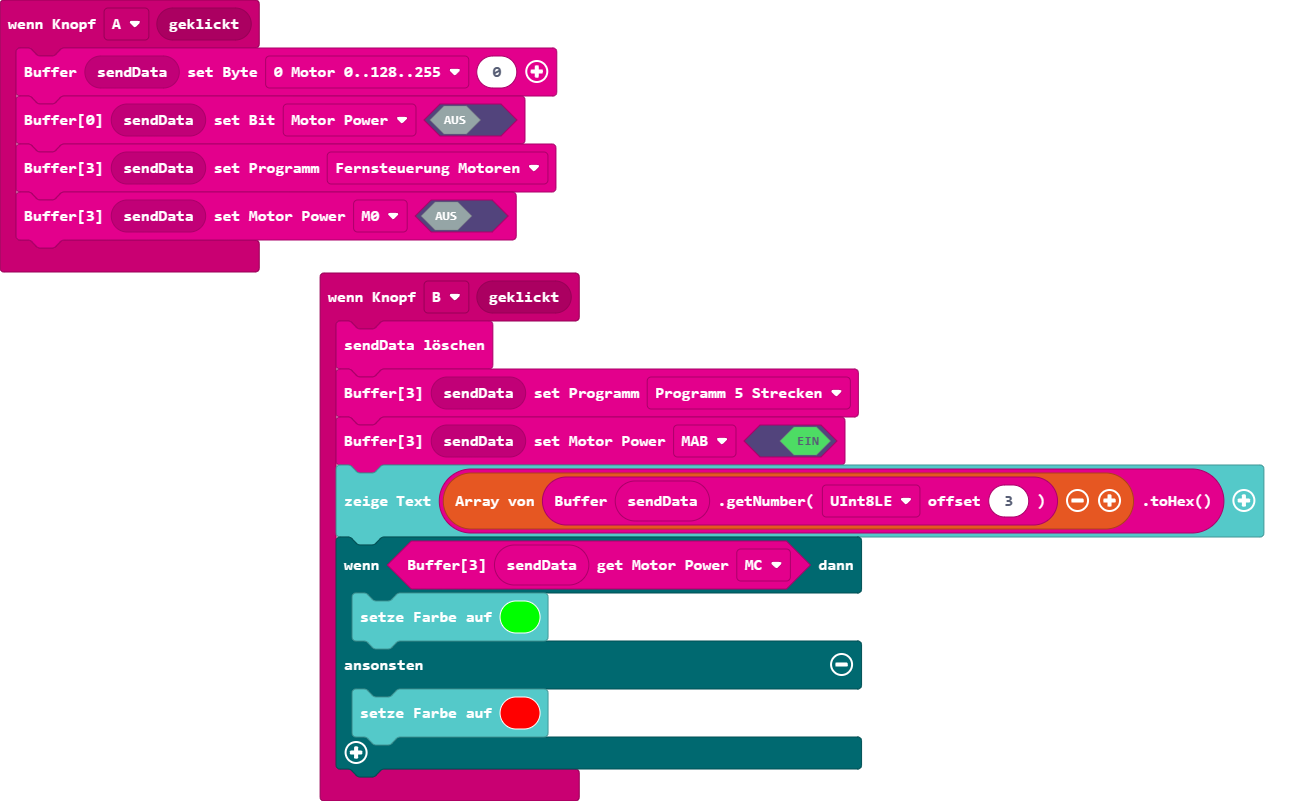 wenn Knopf A geklickt
Buffer sendData set Byte 0 Motor 0..128..255 0
Buffer[0] sendData set Bit Motor Power AUS
Buffer[3] sendData set Programm Fernsteuerung Motoren
Buffer[3] sendData set Motor Power M0 AUS
wenn Knopf B geklickt
sendData löschen
Buffer[3] sendData set Programm Programm 5 Strecken
Buffer[3] sendData set Motor Power MAB EIN
zeige Text Array von Buffer sendData .getNumber( UInt8LE offset 3 ) .toHex()
wenn Buffer[3] sendData get Motor Power MC dann
setze Farbe auf
ansonsten
setze Farbe auf